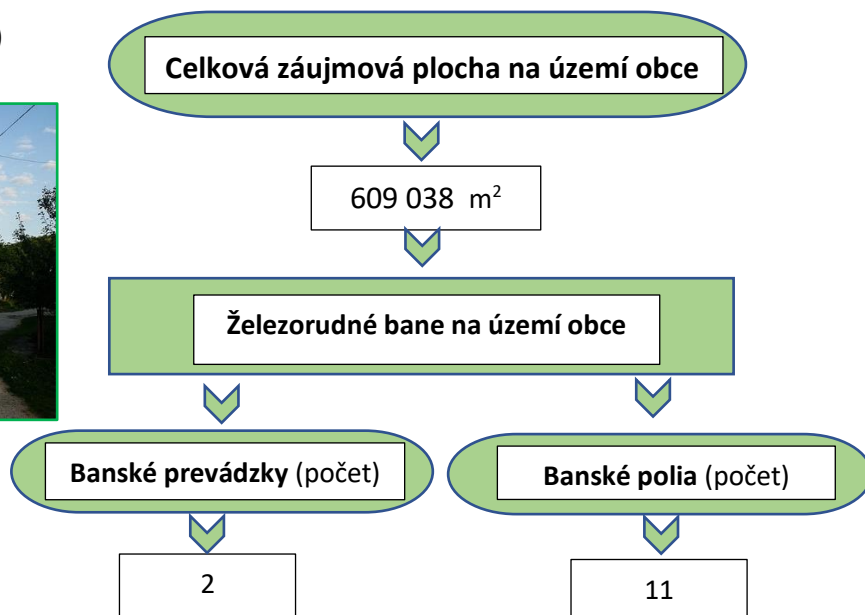 )
Celková záujmová plocha na území obce
609 038 m²
Železorudné bane na území obce
Banské prevádzky (počet)
Banské polia (počet)
2
11